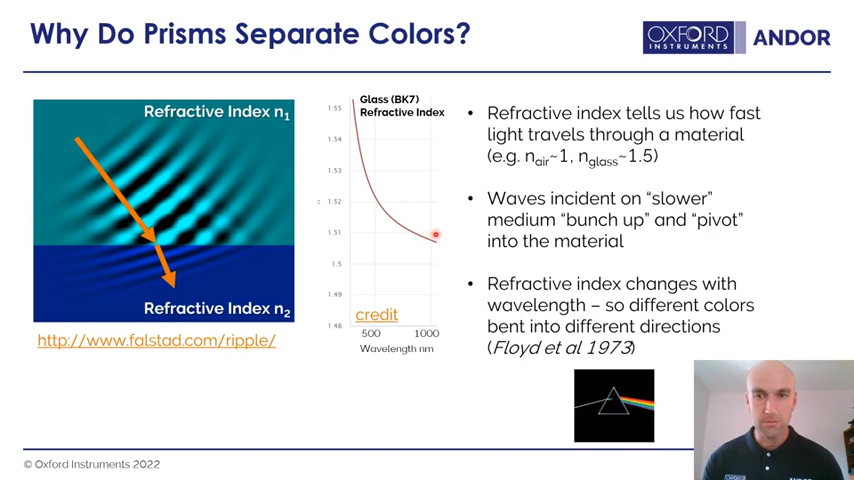 Why Do Prisms Separate Colors?
OXFORD
INSTRUMENTS
ANDOR
Refractive Index n1
Refractive Index n2
http://www.falstad.com/ripple/
Glass (BK7)
Refractive Index
1.55
1.54
1.53
1.52
1.51
1.5
1.49
1.48
n
credit
500 1000
Wavelength nm
• Refractive index tells us how fast
light travels through a material
(e.g. nair~1, nglass~1.5)
• Waves incident on “slower”
medium “bunch up” and “pivot”
into the material
• Refractive index changes with
wavelength – so different colors
bent into different directions
(Floyd et al 1973)
© Oxford Instruments 2022
ANDOR